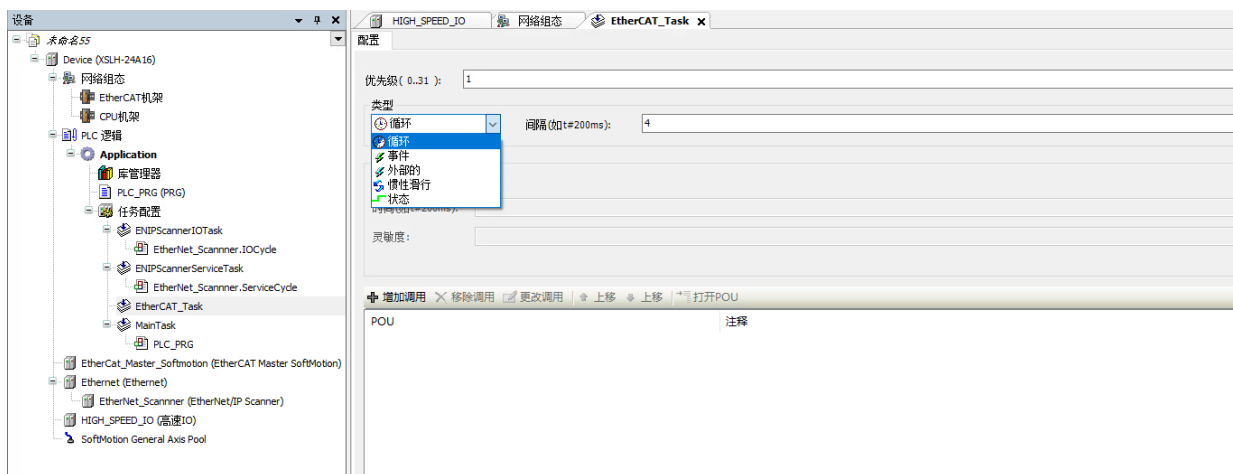 设备
未命名55
Device (XSLH-24A16)
网络组态
EtherCAT机架
CPU机架
PLC 逻辑
Application
库管理器
PLC_PRG (PRG)
任务配置
ENIPScannerIOTask
EtherNet_Scannner.IOCycle
ENIPScannerServiceTask
EtherNet_Scannner.ServiceCycle
EtherCAT_Task
MainTask
PLC_PRG
EtherCat_Master_Softmotion (EtherCAT Master SoftMotion)
Ethernet (Ethernet)
EtherNet_Scannner (EtherNet/IP Scanner)
HIGH_SPEED_IO (高速IO)
SoftMotion General Axis Pool
HIGH_SPEED_IO 网络组态 EtherCAT_Task
配置
优先级( 0..31 ): 1
类型
循环 间隔(如t#200ms): 4
循环
事件
外部的
惯性滑行
状态
时间(如t#200ms):
灵敏度:
增加调用 移除调用 更改调用 上移 上移 打开POU
POU 注释